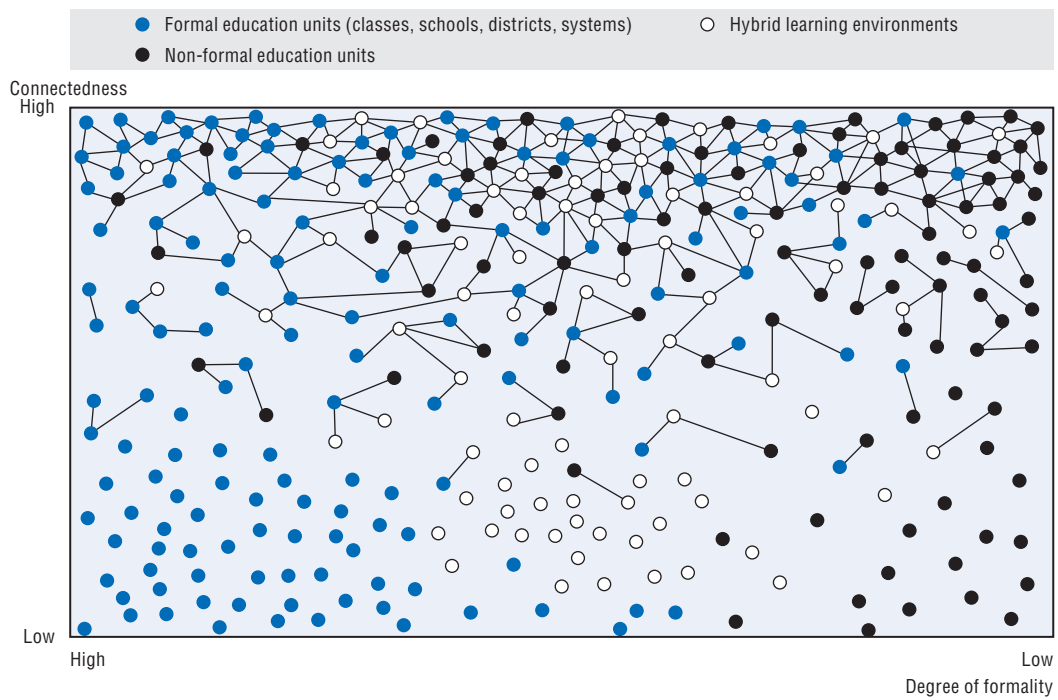 Formal education units (classes, schools, districts, systems)
Hybrid learning environments
Non-formal education units
Connectedness
High
Low
High
Low
Degree of formality